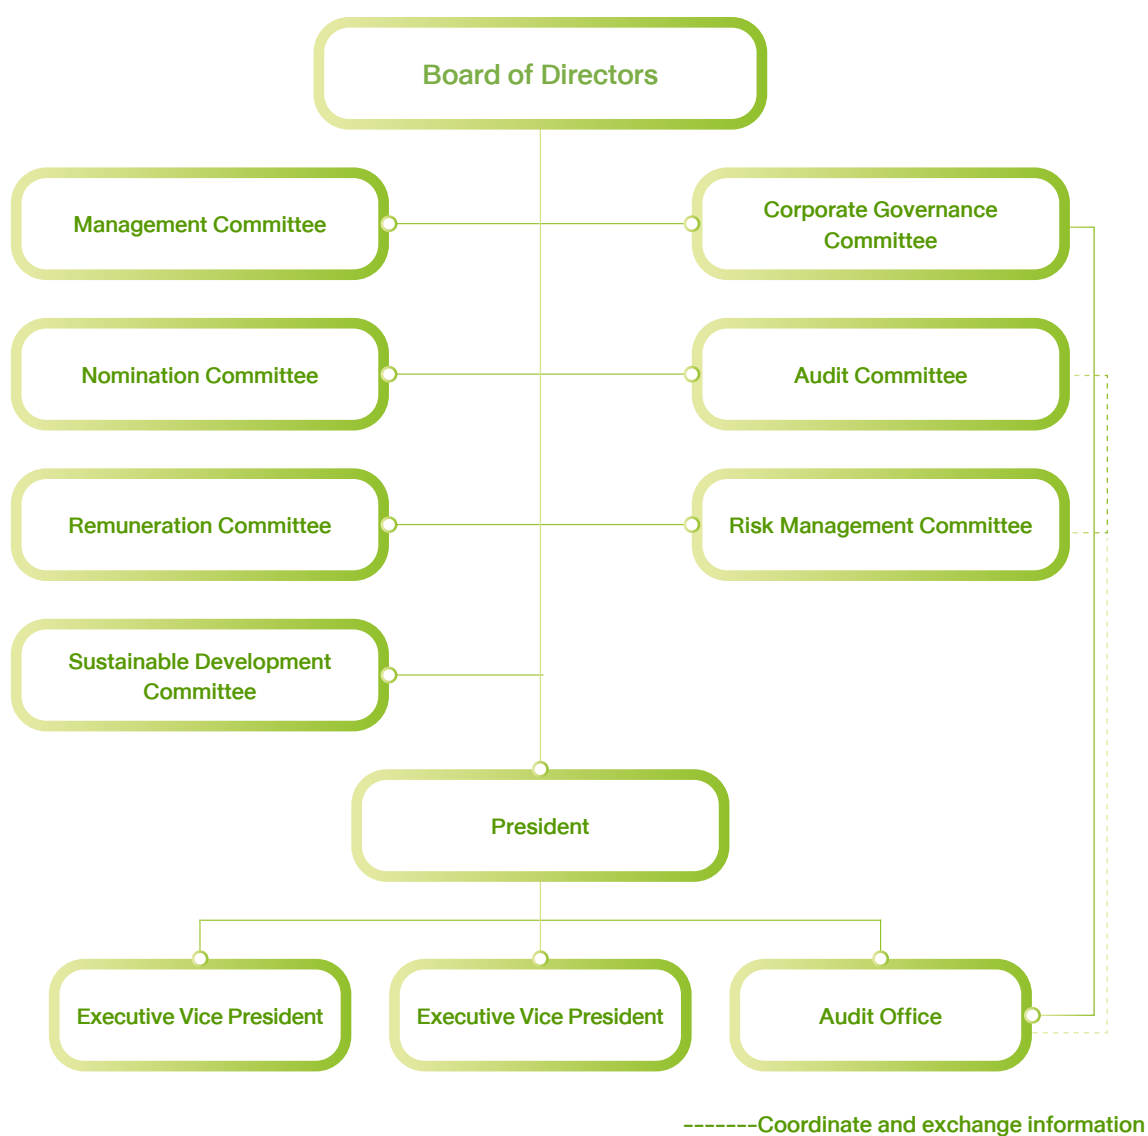 Board of Directors
Management Committee
Corporate Governance
Committee
Nomination Committee
Audit Committee
Remuneration Committee
Risk Management Committee
Sustainable Development
Committee
President
Executive Vice President
Executive Vice President
Audit Office
-------Coordinate and exchange information